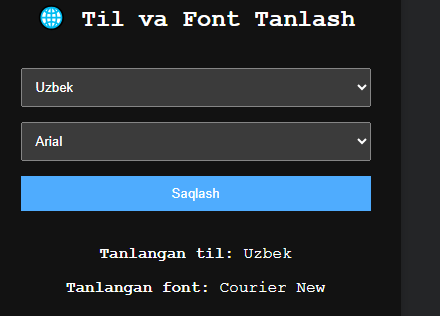 🌐 Til va Font Tanlash
Uzbek
Arial
Saqlash
Tanlangan til: Uzbek
Tanlangan font: Courier New